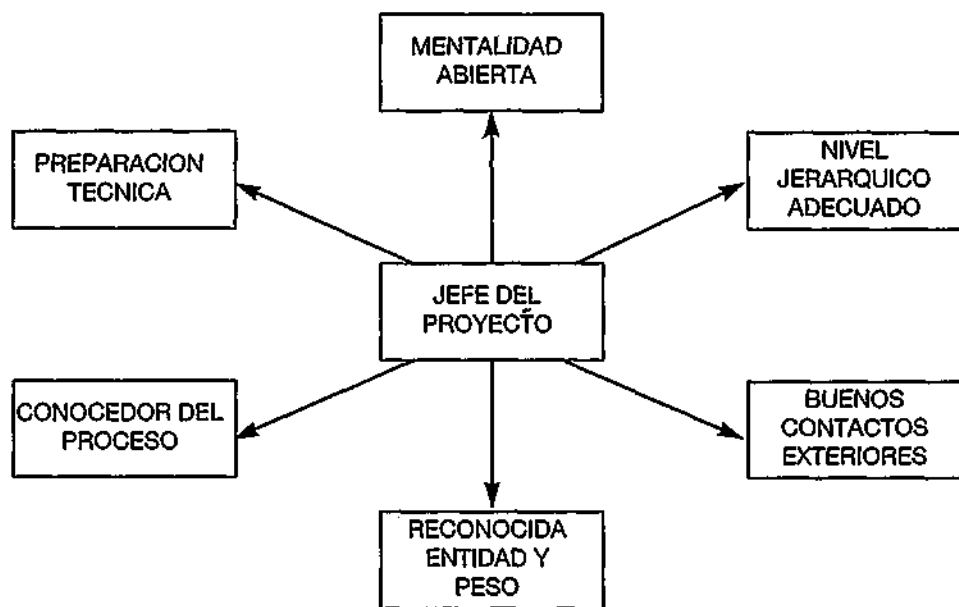 MENTALIDAD
ABIERTA
PREPARACION
TECNICA
NIVEL
JERARQUICO
ADECUADO
JEFE DEL
PROYECTO
CONOCEDOR DEL
PROCESO
BUENOS
CONTACTOS
EXTERIORES
RECONOCIDA
ENTIDAD Y
PESO